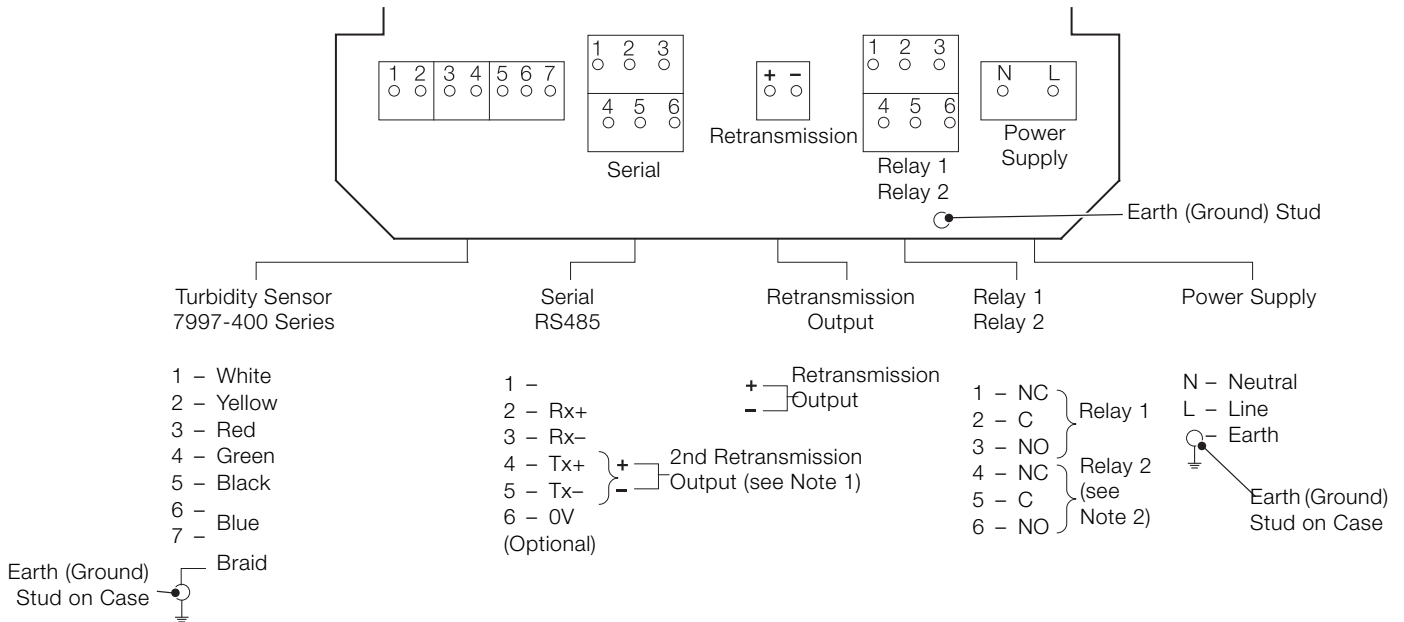 1 2 3 4 5 6 7
1 2 3
4 5 6
Serial
+ –
Retransmission
1 2 3
4 5 6
Relay 1
Relay 2
N L
Power
Supply
Earth (Ground) Stud
Turbidity Sensor
7997-400 Series
1 – White
2 – Yellow
3 – Red
4 – Green
5 – Black
6 –
7 –
Blue
Braid
Earth (Ground)
Stud on Case
Serial
RS485
1 –
2 – Rx+
3 – Rx–
4 – Tx+
5 – Tx–
6 – 0V
(Optional)
+
–
2nd Retransmission
Output (see Note 1)
Retransmission
Output
+
–
Retransmission
Output
Relay 1
Relay 2
1 – NC
2 – C
3 – NO
4 – NC
5 – C
6 – NO
Relay 1
Relay 2
(see
Note 2)
Power Supply
N – Neutral
L – Line
– Earth
Earth (Ground)
Stud on Case